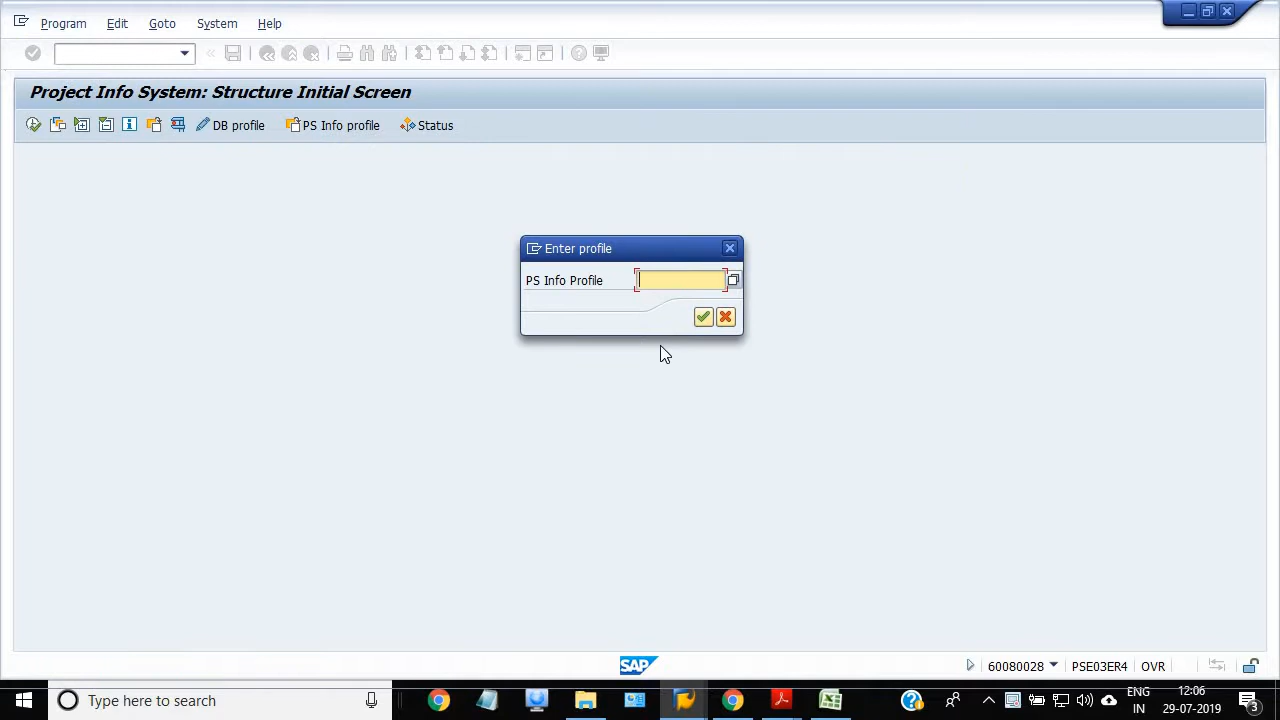 Program Edit Goto System Help
Project Info System: Structure Initial Screen
DB profile PS Info profile Status
Enter profile
PS Info Profile
SAP
60080028 PSE03ER4 OVR
Type here to search
ENG
IN
12:06
29-07-2019
3